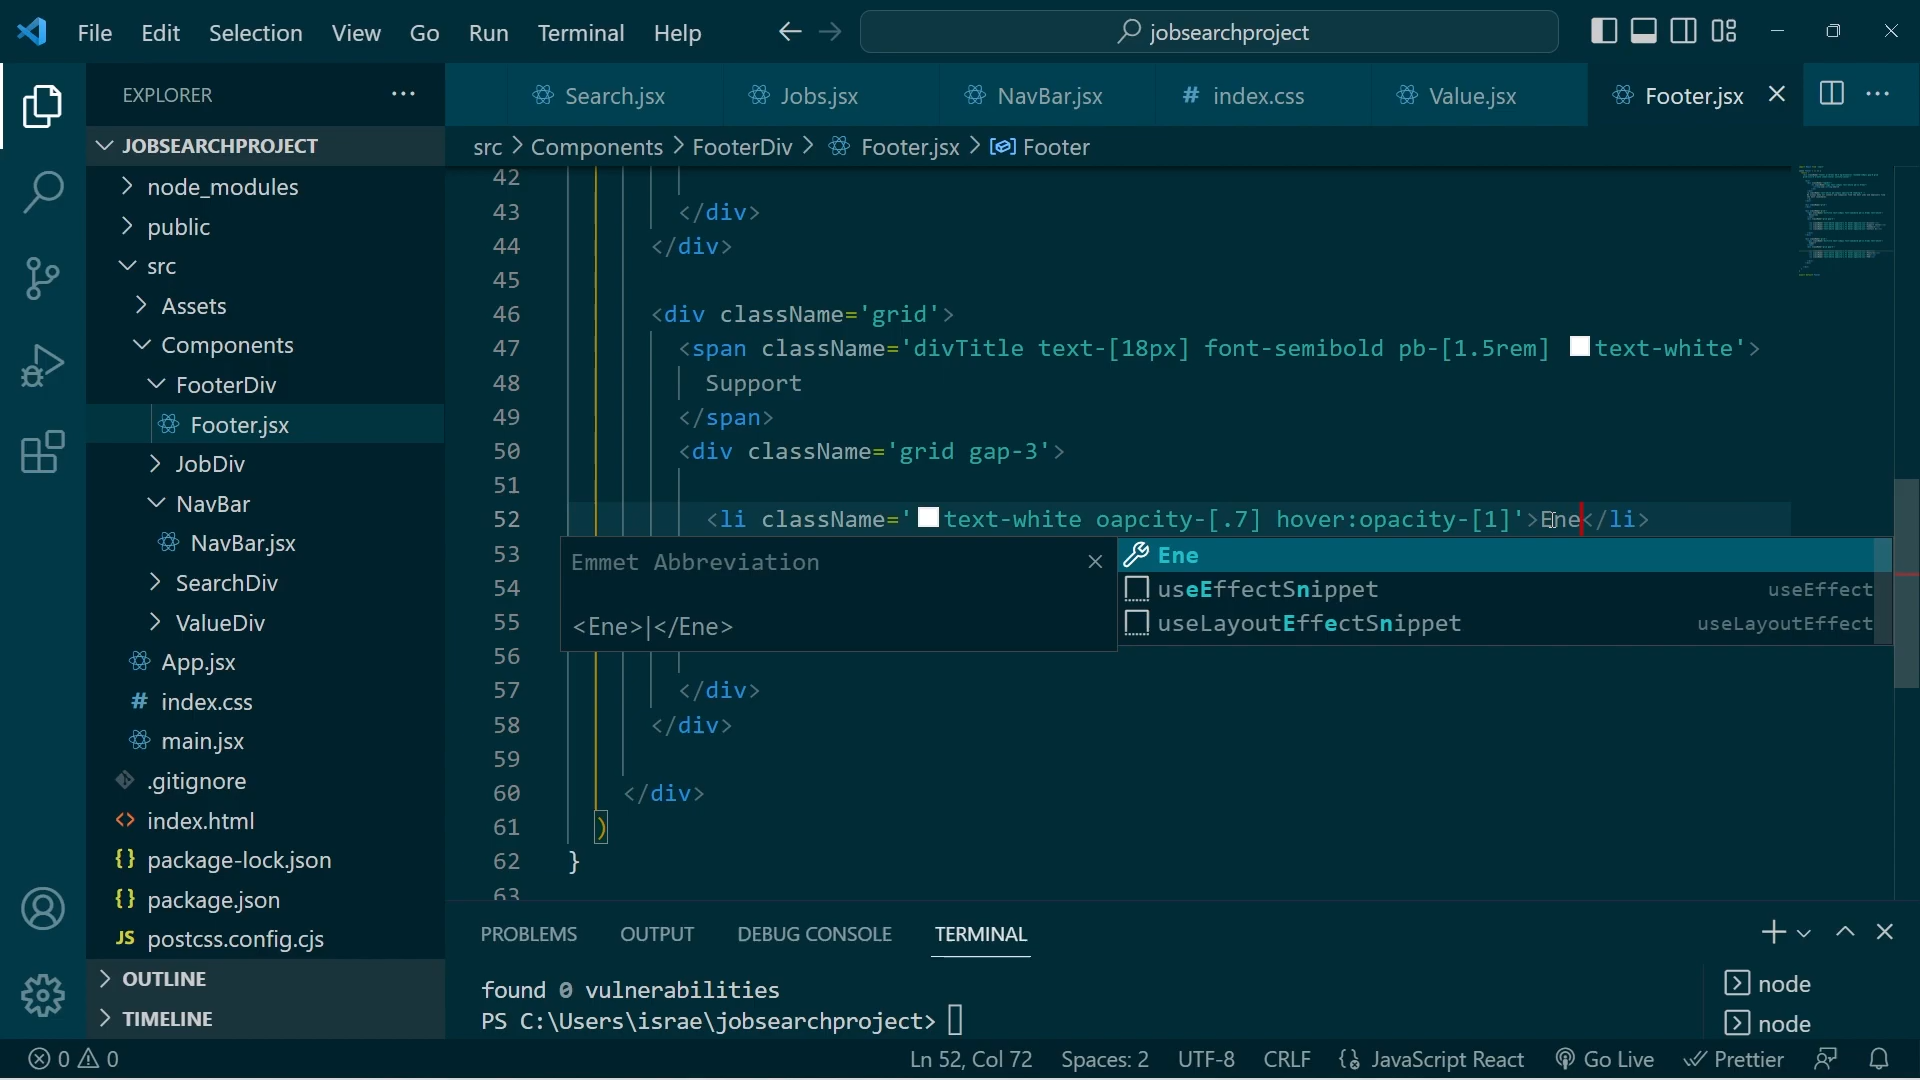 File Edit Selection View Go Run Terminal Help
jobsearchproject
EXPLORER
Search.jsx Jobs.jsx NavBar.jsx # index.css Value.jsx Footer.jsx
src > Components > FooterDiv > Footer.jsx > Footer
JOBSEARCHPROJECT
node_modules
public
src
Assets
Components
FooterDiv
Footer.jsx
JobDiv
NavBar
NavBar.jsx
SearchDiv
ValueDiv
App.jsx
# index.css
main.jsx
.gitignore
<> index.html
{} package-lock.json
{} package.json
JS postcss.config.cjs
OUTLINE
TIMELINE
42
43 </div>
44 </div>
45
46 <div className='grid'>
47 <span className='divTitle text-[18px] font-semibold pb-[1.5rem] text-white'>
48 Support
49 </span>
50 <div className='grid gap-3'>
51
52 <li className='text-white oapcity-[.7] hover:opacity-[1]'>Ene</li>
53
54
55
56
57 </div>
58 </div>
59
60 </div>
61 )
62 }
63
Emmet Abbreviation
<Ene>|</Ene>
Ene
useEffectSnippet useEffect
useLayoutEffectSnippet useLayoutEffect
PROBLEMS OUTPUT DEBUG CONSOLE TERMINAL
found 0 vulnerabilities
PS C:\Users\israe\jobsearchproject>
node
node
0 0 Ln 52, Col 72 Spaces: 2 UTF-8 CRLF JavaScript React Go Live Prettier